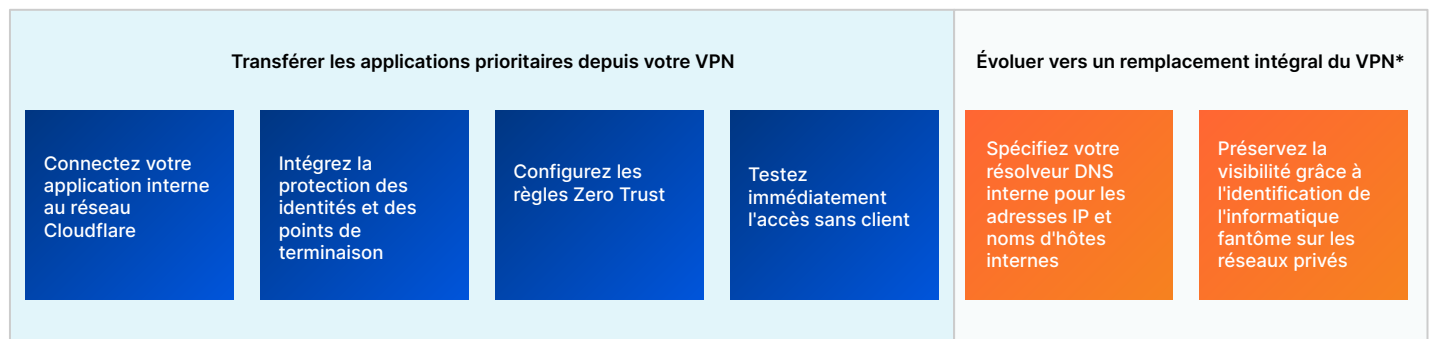 Transférer les applications prioritaires depuis votre VPN
Évoluer vers un remplacement intégral du VPN*
Connectez votre
application interne
au réseau
Cloudflare
Intégrez la
protection des
identités et des
points de
terminaison
Configurez les
règles Zero Trust
Testez
immédiatement
l'accès sans client
Spécifiez votre
résolveur DNS
interne pour les
adresses IP et
noms d'hôtes
internes
Préservez la
visibilité grâce à
l'identification de
l'informatique
fantôme sur les
réseaux privés